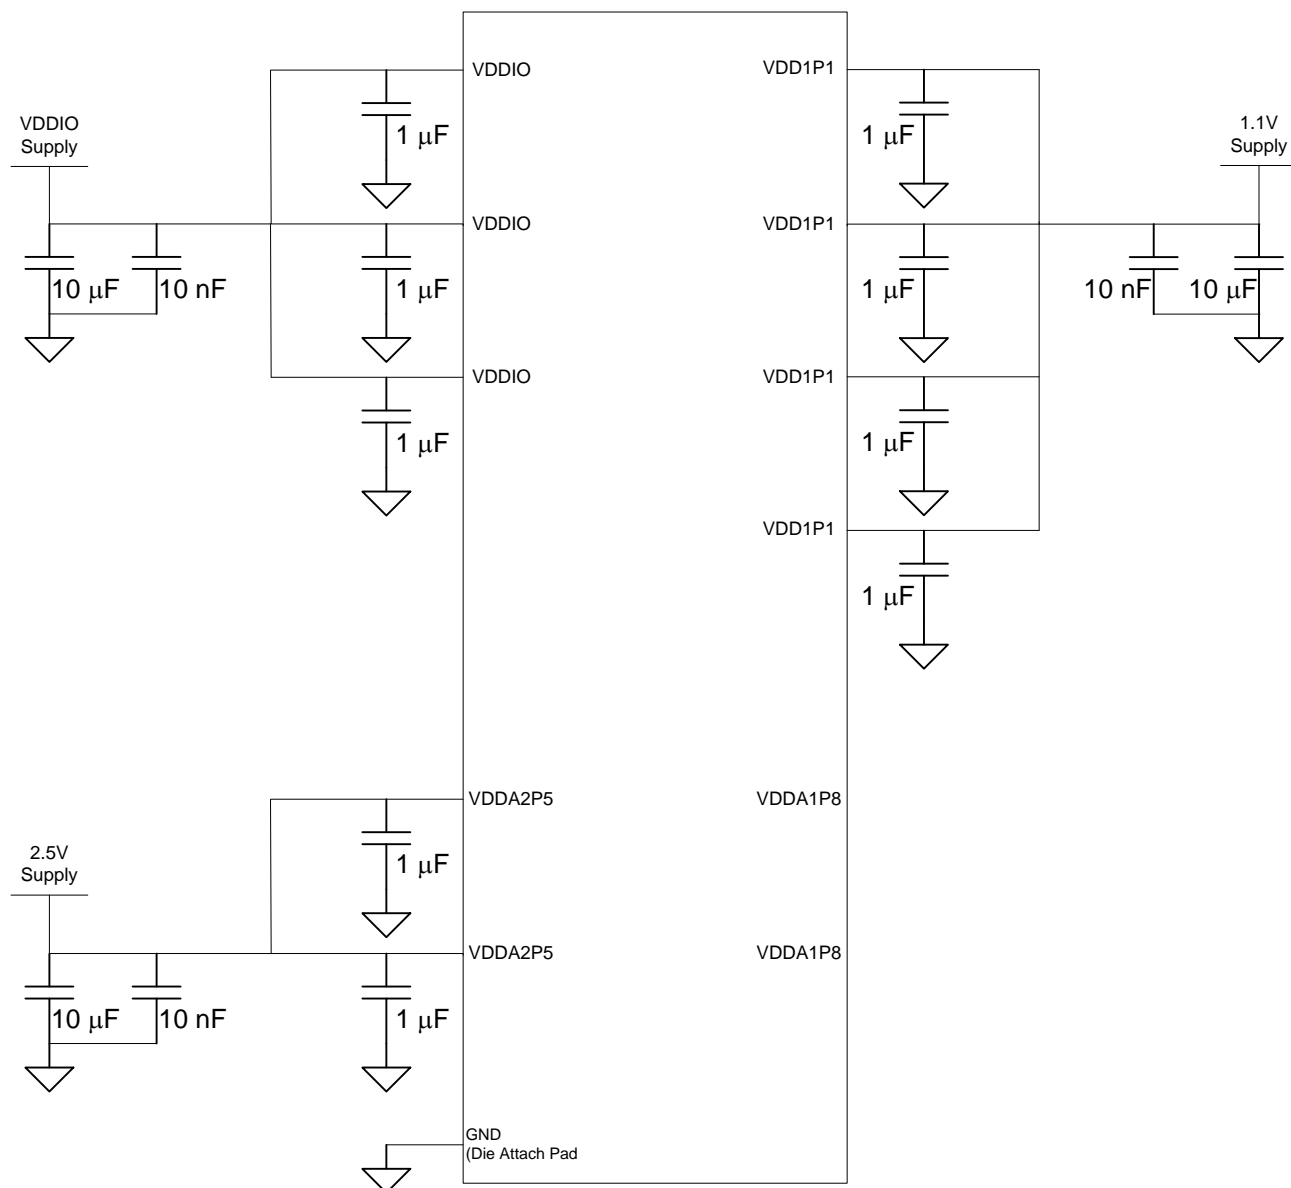 VDDIO
VDD1P1
VDDIO
Supply
1 μF
1 μF
1.1V
Supply
VDDIO
VDD1P1
10 μF
10 nF
1 μF
1 μF
10 nF
10 μF
VDDIO
VDD1P1
1 μF
1 μF
VDD1P1
1 μF
VDDA2P5
VDDA1P8
2.5V
Supply
1 μF
VDDA2P5
VDDA1P8
10 μF
10 nF
1 μF
GND
(Die Attach Pad